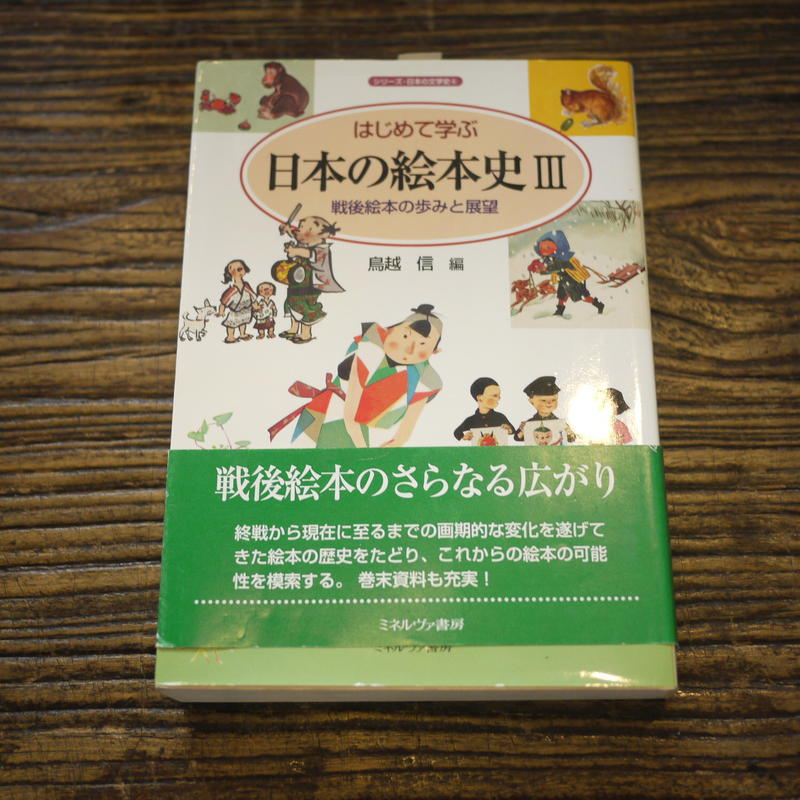 シリーズ・日本の文学史4
はじめて学ぶ
日本の絵本史Ⅲ
戦後絵本の歩みと展望
鳥越 信 編
戦後絵本のさらなる広がり
終戦から現在に至るまでの画期的な変化を遂げて
きた絵本の歴史をたどり、これからの絵本の可能
性を模索する。 巻末資料も充実！
ミネルヴァ書房
ミネルヴァ書房